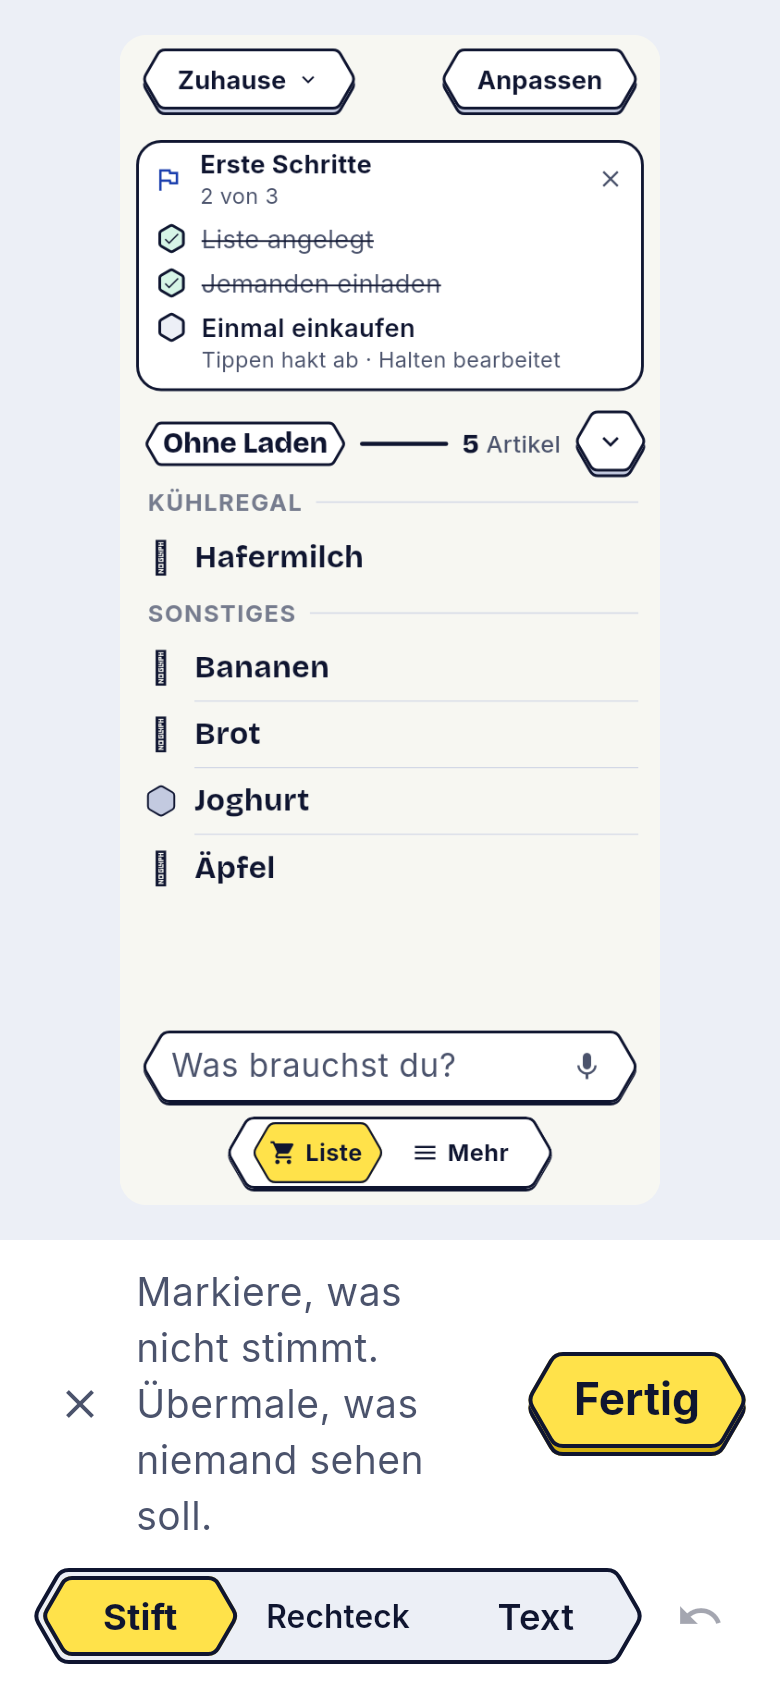 Zuhause
Anpassen
Erste Schritte
2 von 3
Liste angelegt
Jemanden einladen
Einmal einkaufen
Tippen hakt ab · Halten bearbeitet
Ohne Laden
5 Artikel
KÜHLREGAL
Hafermilch
SONSTIGES
Bananen
Brot
Joghurt
Äpfel
Was brauchst du?
Liste
Mehr
Markiere, was
nicht stimmt.
Übermale, was
niemand sehen
soll.
Fertig
Stift
Rechteck
Text